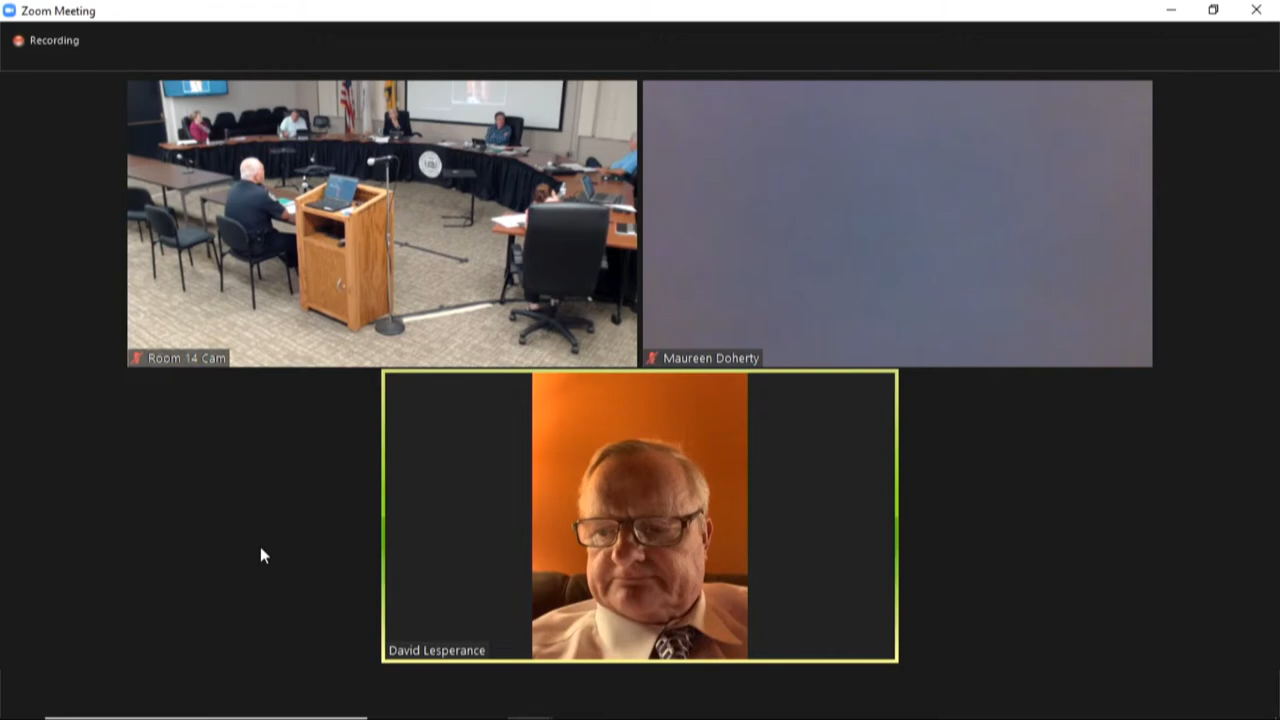 Zoom Meeting
Recording
Room 14 Cam
Maureen Doherty
David Lesperance